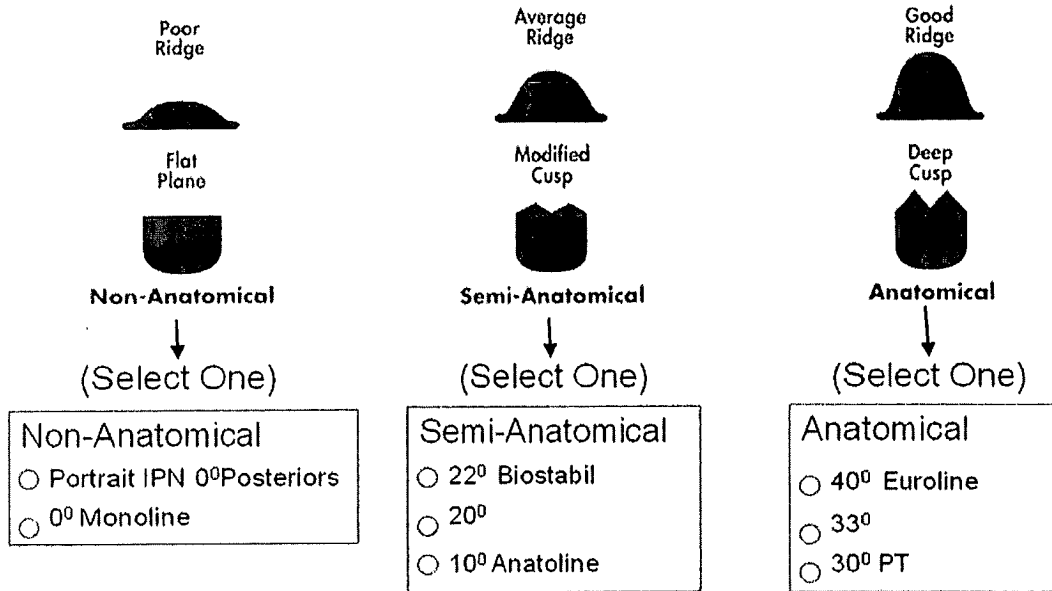 Poor
Ridge
Flat
Plane
Non-Anatomical
(Select One)
Non-Anatomical
Portrait IPN 0⁰Posteriors
0⁰ Monoline
Average
Ridge
Modified
Cusp
Semi-Anatomical
(Select One)
Semi-Anatomical
22⁰ Biostabil
20⁰
10⁰ Anatoline
Good
Ridge
Deep
Cusp
Anatomical
(Select One)
Anatomical
40⁰ Euroline
33⁰
30⁰ PT